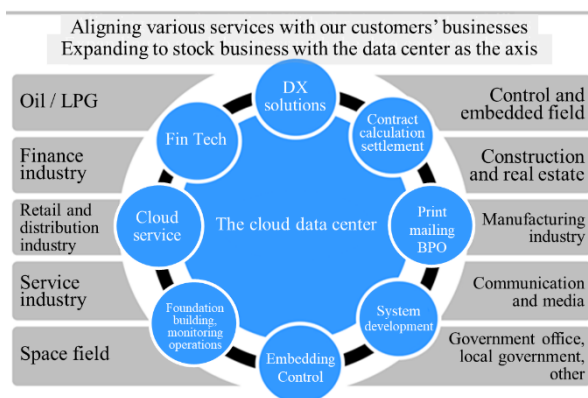 Aligning various services with our customers' businesses
Expanding to stock business with the data center as the axis
Oil / LPG
Finance
industry
Retail and
distribution
industry
Service
industry
Space field
DX
solutions
Contract
calculation
settlement
Print
mailing
BPO
System
development
Embedding
Control
Foundation
building,
monitoring
operations
Cloud
service
Fin Tech
The cloud data center
Control and
embedded field
Construction
and real estate
Manufacturing
industry
Communication
and media
Government office,
local government,
other